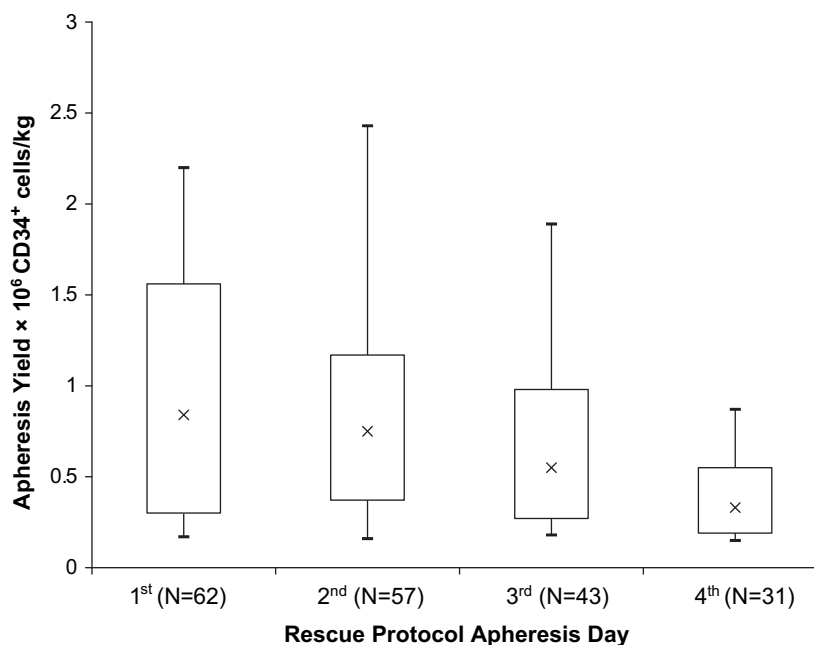 Apheresis Yield × 10⁶ CD34⁺ cells/kg
3
2.5
2
1.5
1
0.5
0
1ˢᵗ (N=62) 2ⁿᵈ (N=57) 3ʳᵈ (N=43) 4ᵗʰ (N=31)
Rescue Protocol Apheresis Day